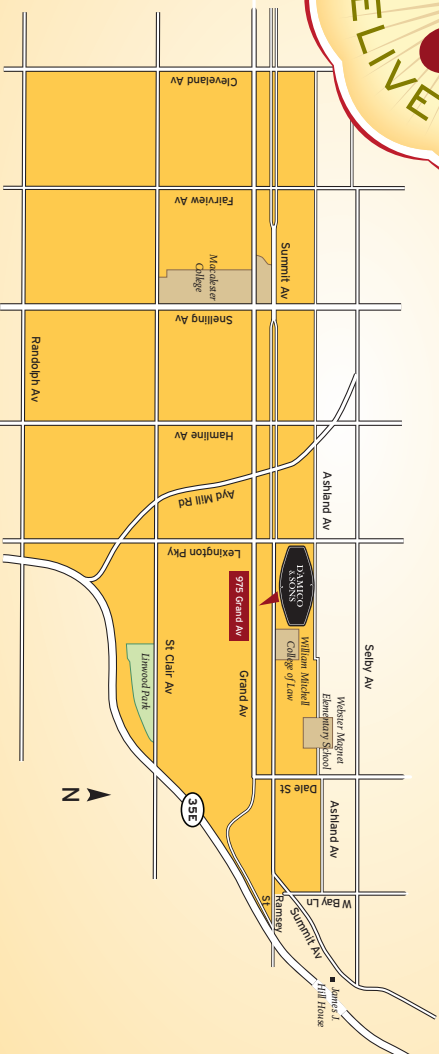 ELIVE
Cleveland Av
Fairview Av
Summit Av
Macalester
College
Snelling Av
Randolph Av
Hamline Av
Ashland Av
Ayd Mill Rd
Lexington Pky
D'AMICO
& SONS
975 Grand Av
William Mitchell
College of Law
Selby Av
St Clair Av
Linwood Park
Grand Av
Webster Magnet
Elementary School
Dale St
Ashland Av
N
35E
W Bay Ln
Ramsey
St
Summit Av
James J.
Hill House